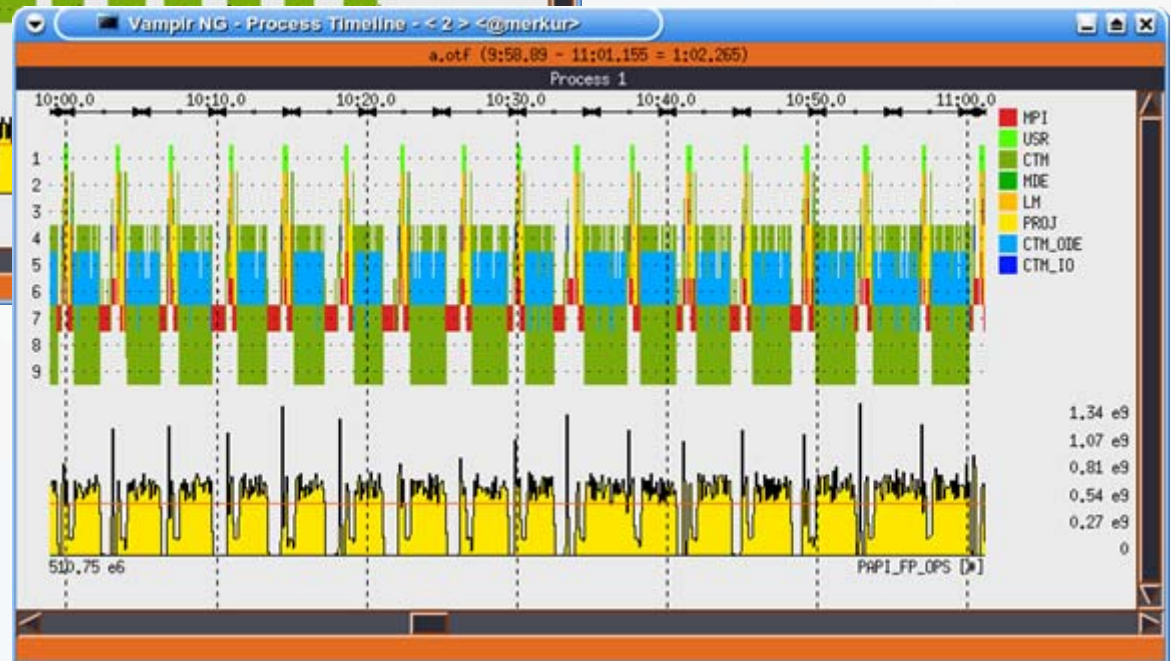 Vampir NG - Process Timeline - < 2 > <@merkur>
a.otf (9:58.89 - 11:01.155 = 1:02.265)
Process 1
10:00.0 10:10.0 10:20.0 10:30.0 10:40.0 10:50.0 11:00.0
MPI
USR
CTM
MDE
LM
PROJ
CTM_ODE
CTM_IO
1
2
3
4
5
6
7
8
9
1.34 e9
1.07 e9
0.81 e9
0.54 e9
0.27 e9
0
510.75 e6 PAPI_FP_OPS [*]